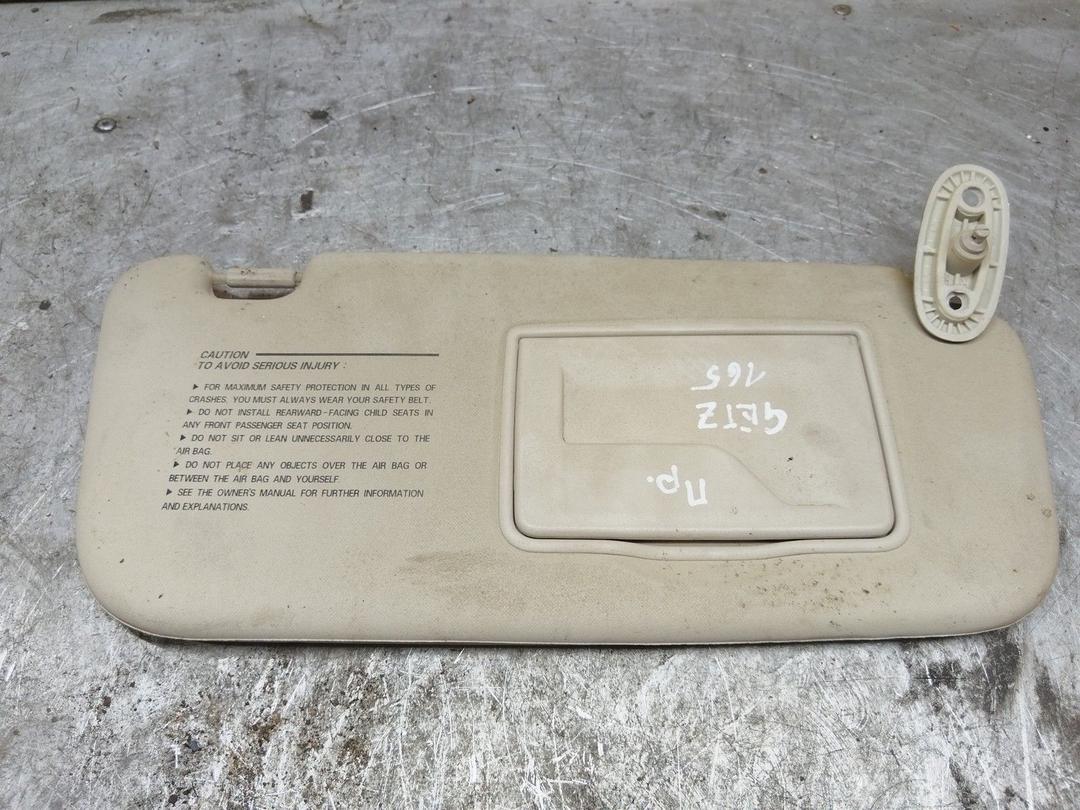 CAUTION
TO AVOID SERIOUS INJURY :
▶ FOR MAXIMUM SAFETY PROTECTION IN ALL TYPES OF
CRASHES, YOU MUST ALWAYS WEAR YOUR SAFETY BELT.
▶ DO NOT INSTALL REARWARD-FACING CHILD SEATS IN
ANY FRONT PASSENGER SEAT POSITION.
▶ DO NOT SIT OR LEAN UNNECESSARILY CLOSE TO THE
AIR BAG.
▶ DO NOT PLACE ANY OBJECTS OVER THE AIR BAG OR
BETWEEN THE AIR BAG AND YOURSELF.
▶ SEE THE OWNER'S MANUAL FOR FURTHER INFORMATION
AND EXPLANATIONS.
пр.
GETZ
165